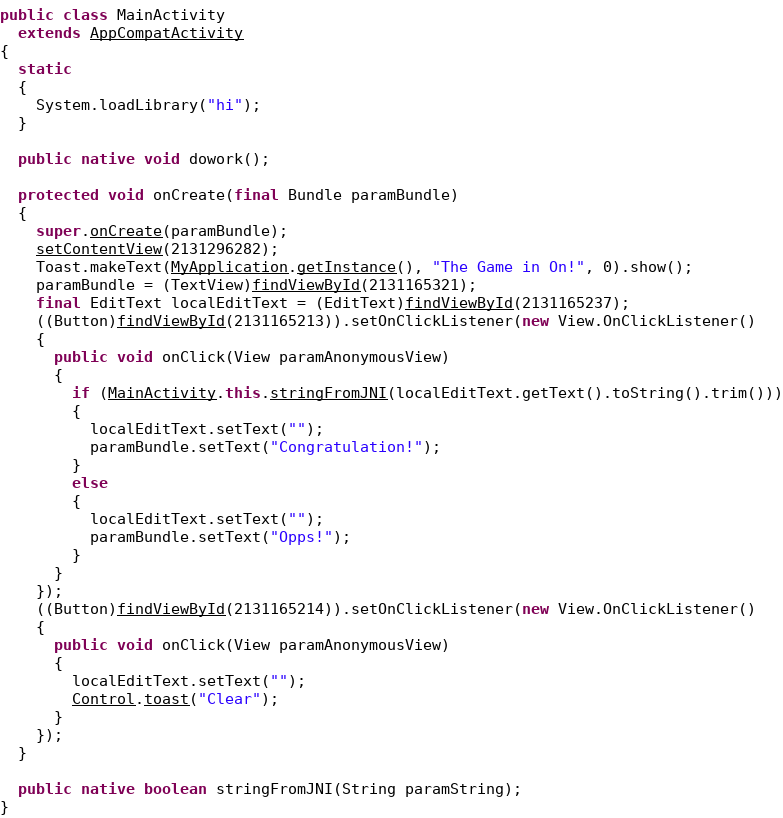 public class MainActivity
  extends AppCompatActivity
{
  static
  {
    System.loadLibrary("hi");
  }

  public native void dowork();

  protected void onCreate(final Bundle paramBundle)
  {
    super.onCreate(paramBundle);
    setContentView(2131296282);
    Toast.makeText(MyApplication.getInstance(), "The Game in On!", 0).show();
    paramBundle = (TextView)findViewById(2131165321);
    final EditText localEditText = (EditText)findViewById(2131165237);
    ((Button)findViewById(2131165213)).setOnClickListener(new View.OnClickListener()
    {
      public void onClick(View paramAnonymousView)
      {
        if (MainActivity.this.stringFromJNI(localEditText.getText().toString().trim()))
        {
          localEditText.setText("");
          paramBundle.setText("Congratulation!");
        }
        else
        {
          localEditText.setText("");
          paramBundle.setText("Opps!");
        }
      }
    });
    ((Button)findViewById(2131165214)).setOnClickListener(new View.OnClickListener()
    {
      public void onClick(View paramAnonymousView)
      {
        localEditText.setText("");
        Control.toast("Clear");
      }
    });
  }

  public native boolean stringFromJNI(String paramString);
}